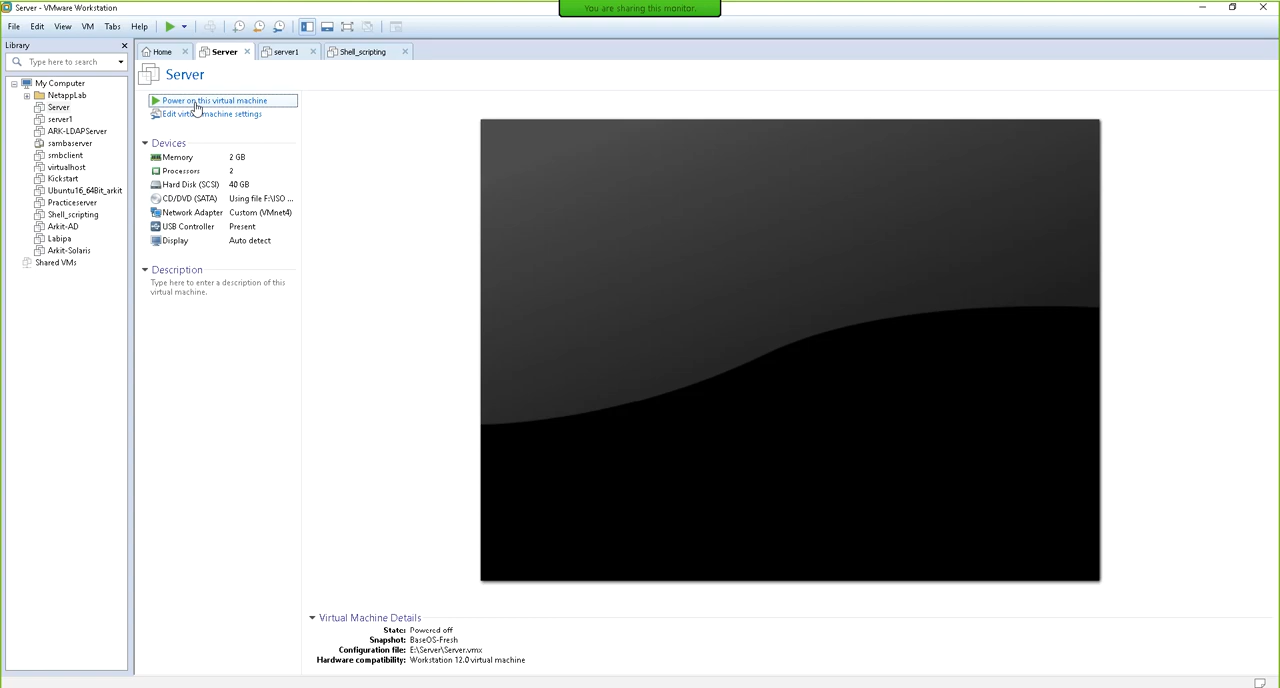 Server - VMware Workstation
You are sharing this monitor.
File Edit View VM Tabs Help
Library
Type here to search
My Computer
NetappLab
Server
server1
ARK-LDAPServer
sambaserver
smbclient
virtualhost
Kickstart
Ubuntu16_64Bit_arkit
Practiceserver
Shell_scripting
Arkit-AD
Labipa
Arkit-Solaris
Shared VMs
Home Server server1 Shell_scripting
Server
Power on this virtual machine
Edit virtual machine settings
Devices
Memory 2 GB
Processors 2
Hard Disk (SCSI) 40 GB
CD/DVD (SATA) Using file F:\ISO ...
Network Adapter Custom (VMnet4)
USB Controller Present
Display Auto detect
Description
Type here to enter a description of this
virtual machine.
Virtual Machine Details
State: Powered off
Snapshot: BaseOS-Fresh
Configuration file: E:\Server\Server.vmx
Hardware compatibility: Workstation 12.0 virtual machine